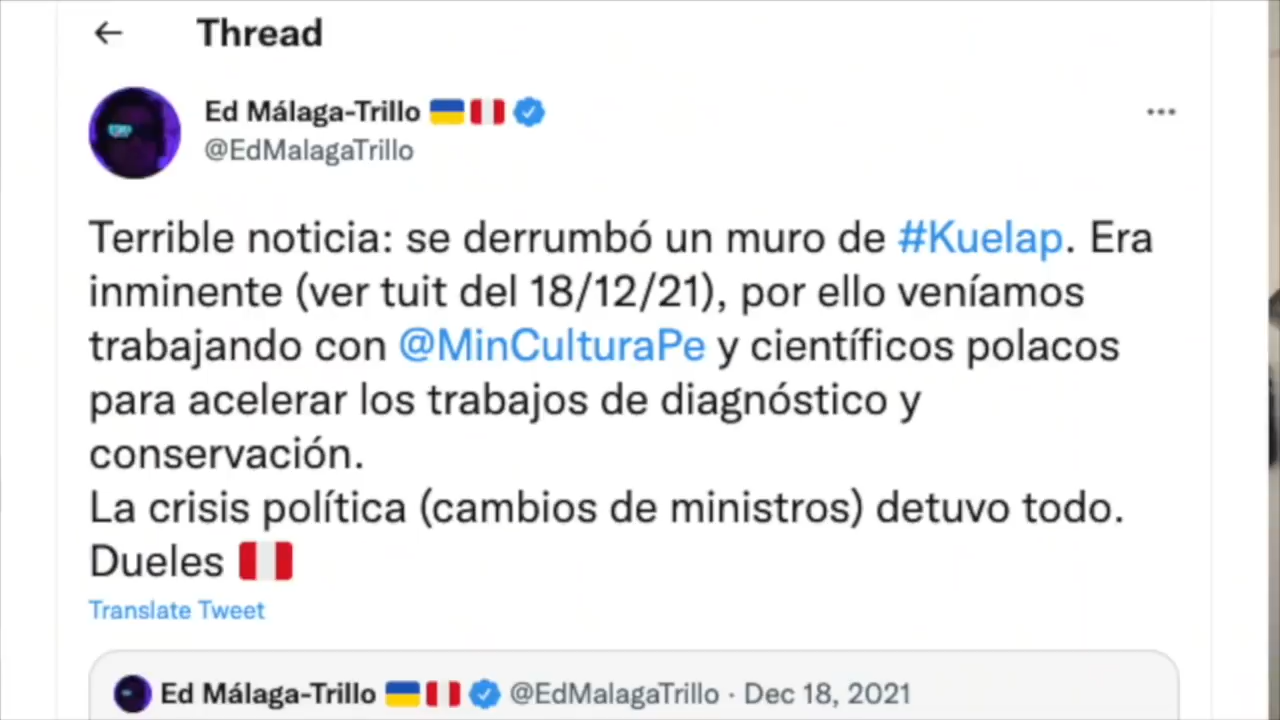 Thread
Ed Málaga-Trillo 🇺🇦🇵🇪
@EdMalagaTrillo
Terrible noticia: se derrumbó un muro de #Kuelap. Era
inminente (ver tuit del 18/12/21), por ello veníamos
trabajando con @MinCulturaPe y científicos polacos
para acelerar los trabajos de diagnóstico y
conservación.
La crisis política (cambios de ministros) detuvo todo.
Dueles 🇵🇪
Translate Tweet
Ed Málaga-Trillo 🇺🇦🇵🇪 @EdMalagaTrillo · Dec 18, 2021